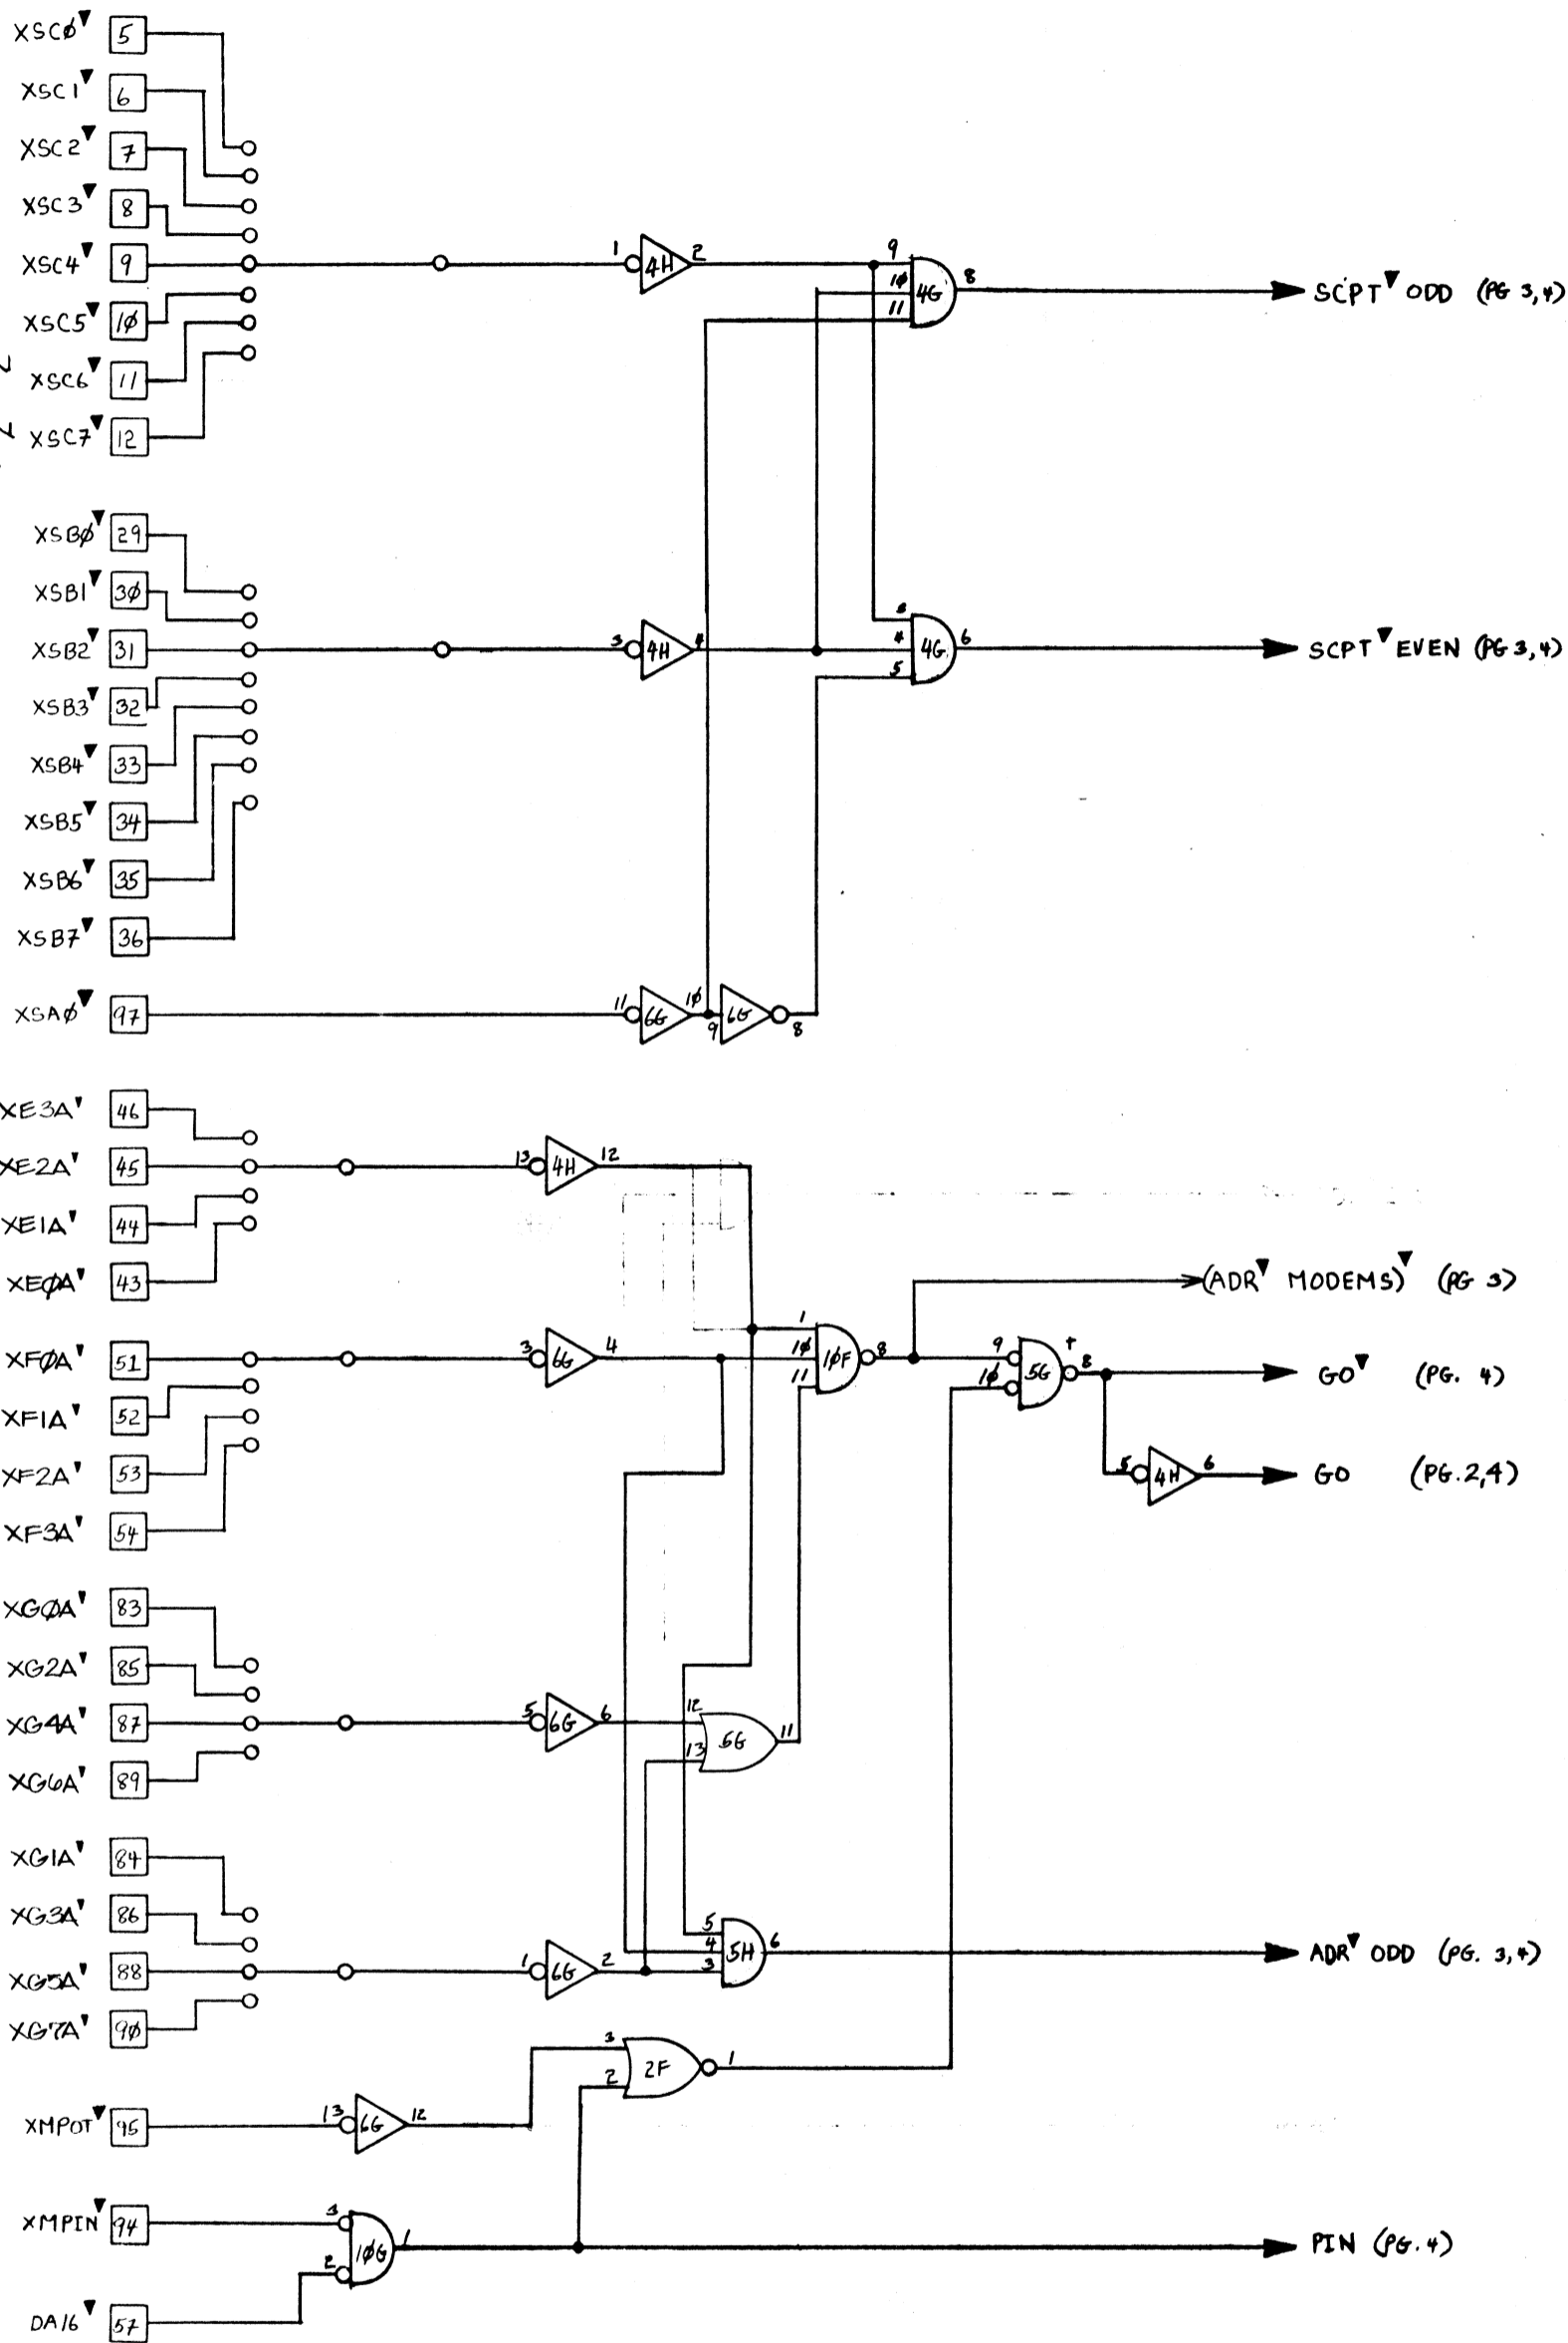 XSCØ▼ 5
XSC1▼ 6
XSC2▼ 7
XSC3▼ 8
XSC4▼ 9
XSC5▼ 1Ø
XSC6▼ 11
XSC7▼ 12
1 4H 2
9 1Ø 11 4G 8
SCPT▼ ODD (PG 3,4)
XSBØ▼ 29
XSB1▼ 3Ø
XSB2▼ 31
XSB3▼ 32
XSB4▼ 33
XSB5▼ 34
XSB6▼ 35
XSB7▼ 36
3 4H 4
3 4 5 4G 6
SCPT▼ EVEN (PG 3,4)
XSAØ▼ 97
11 6G 1Ø
9 6G 8
XE3A▼ 46
XE2A▼ 45
XE1A▼ 44
XEØA▼ 43
13 4H 12
XFØA▼ 51
XF1A▼ 52
XF2A▼ 53
XF3A▼ 54
3 6G 4
1 1Ø 11 1ØF 8
(ADR▼ MODEMS)▼ (PG 3)
9 1Ø 5G + 8
GO▼ (PG. 4)
5 4H 6
GO (PG. 2,4)
XGØA▼ 83
XG2A▼ 85
XG4A▼ 87
XG6A▼ 89
5 6G 6
12 13 5G 11
XG1A▼ 84
XG3A▼ 86
XG5A▼ 88
XG7A▼ 9Ø
1 6G 2
5 4 3 5H 6
ADR▼ ODD (PG. 3,4)
XMPOT▼ 95
13 6G 12
3 2 2F 1
XMPIN▼ 94
DA16▼ 57
3 2 1ØG 1
PIN (PG. 4)